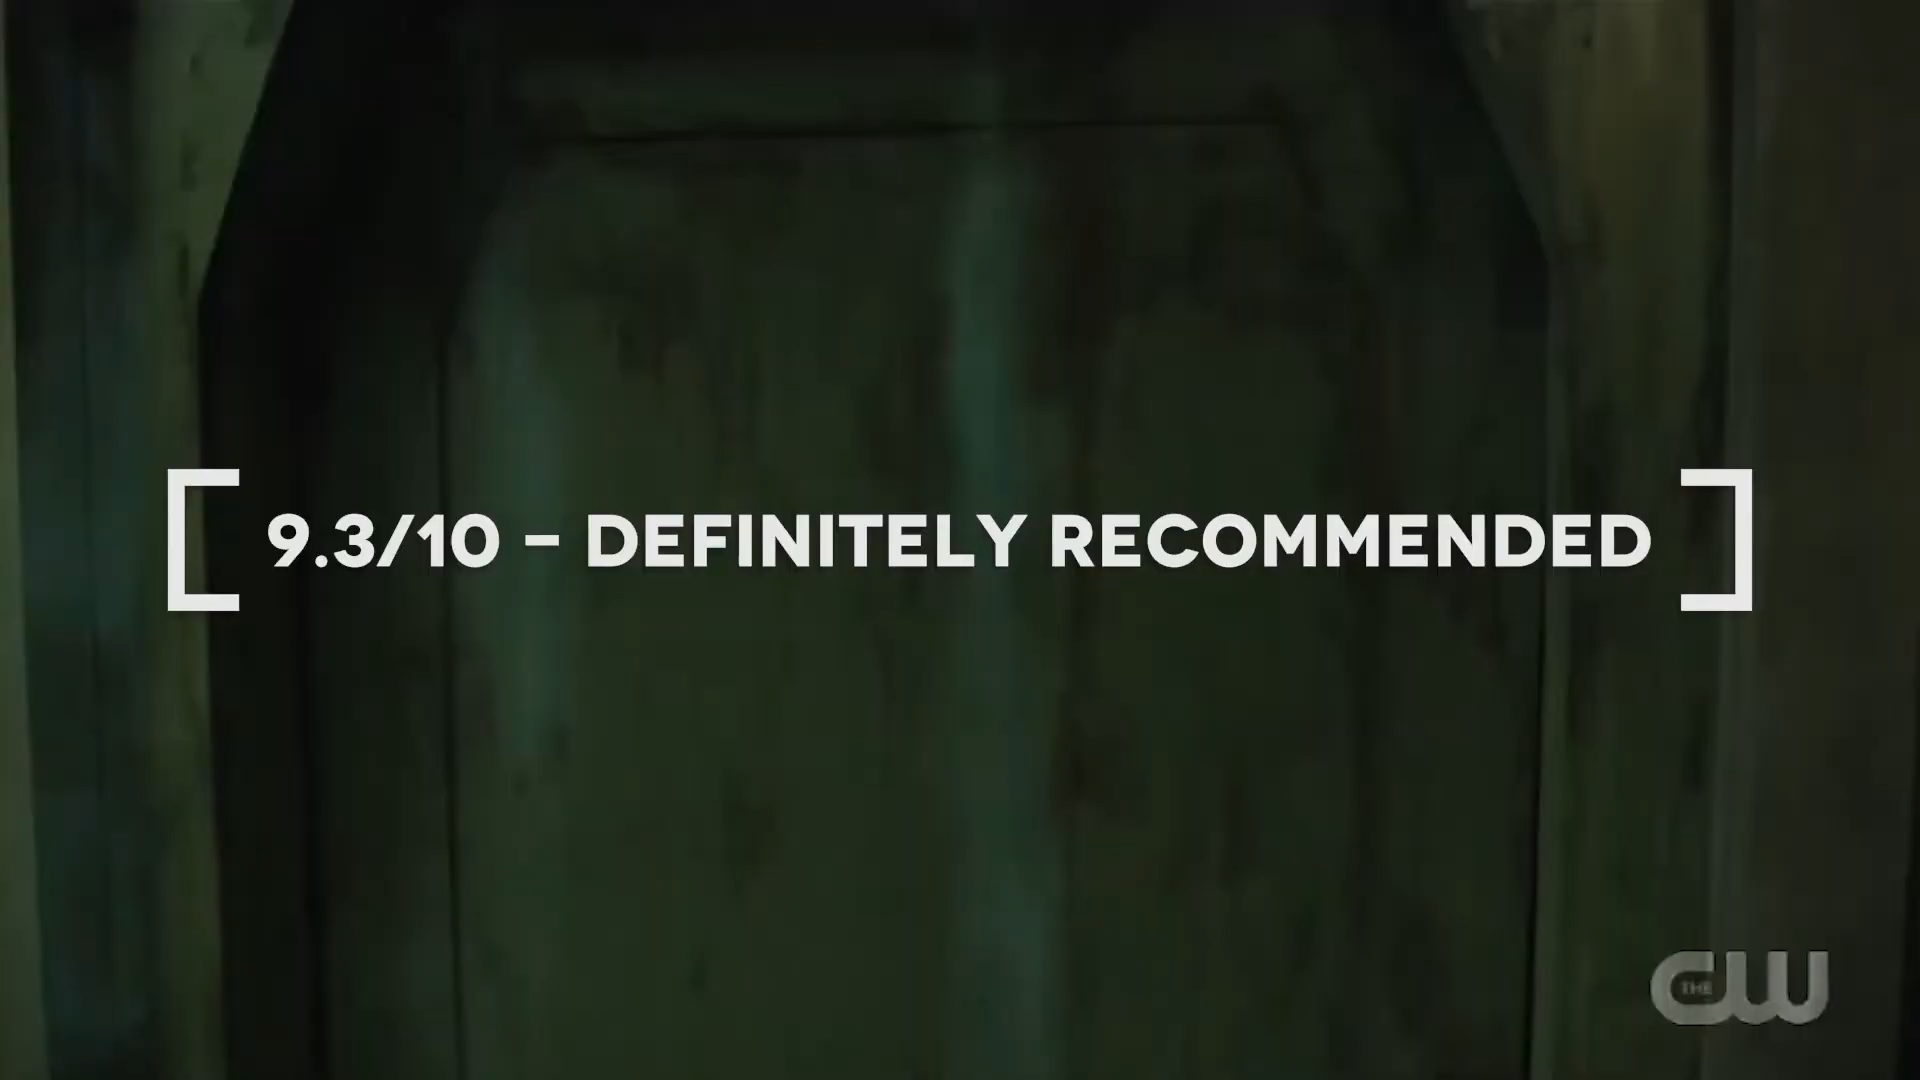 9.3/10 – DEFINITELY RECOMMENDED
THE CW